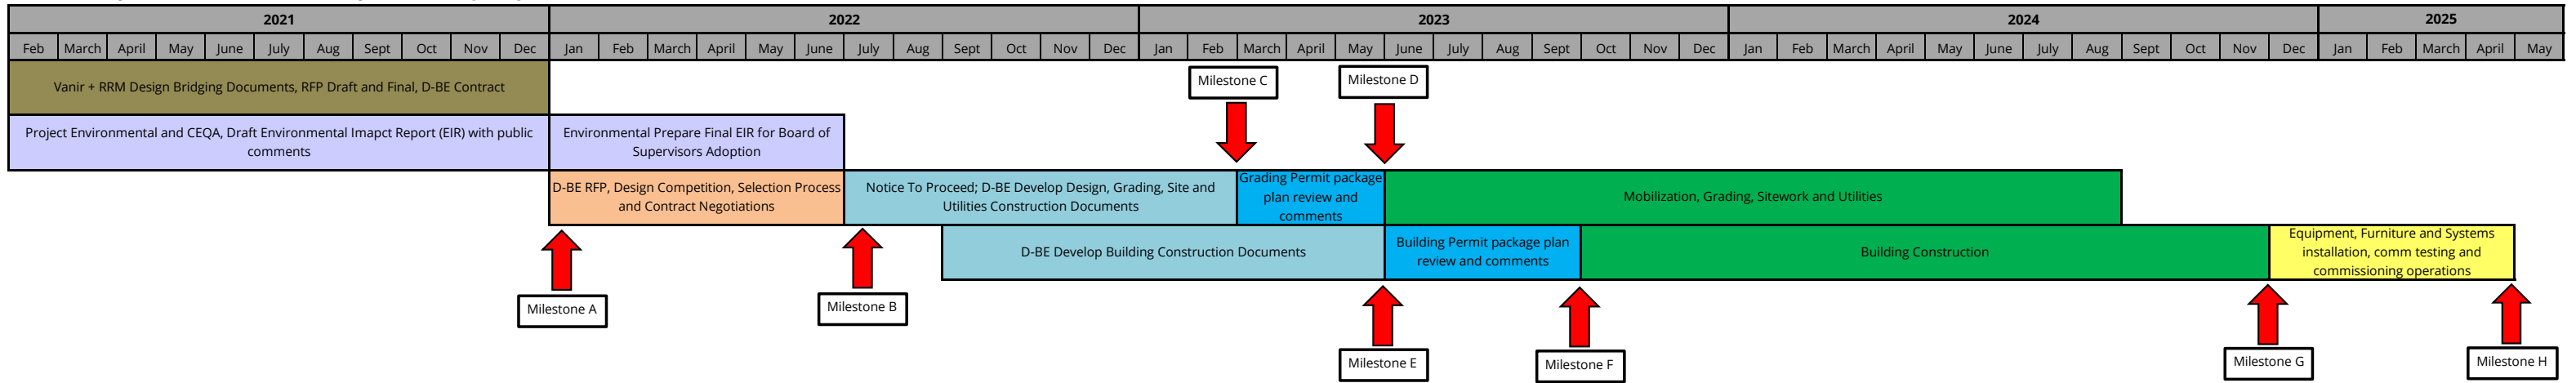 2021 2022 2023 2024 2025
Feb March April May June July Aug Sept Oct Nov Dec Jan Feb March April May June July Aug Sept Oct Nov Dec Jan Feb March April May June July Aug Sept Oct Nov Dec Jan Feb March April May June July Aug Sept Oct Nov Dec Jan Feb March April May
Vanir + RRM Design Bridging Documents, RFP Draft and Final, D-BE Contract
Milestone C
Milestone D
Project Environmental and CEQA, Draft Environmental Imapct Report (EIR) with public
comments
Environmental Prepare Final EIR for Board of
Supervisors Adoption
D-BE RFP, Design Competition, Selection Process
and Contract Negotiations
Notice To Proceed; D-BE Develop Design, Grading, Site and
Utilities Construction Documents
Grading Permit package
plan review and
comments
Mobilization, Grading, Sitework and Utilities
D-BE Develop Building Construction Documents
Building Permit package plan
review and comments
Building Construction
Equipment, Furniture and Systems
installation, comm testing and
commissioning operations
Milestone A
Milestone B
Milestone E
Milestone F
Milestone G
Milestone H